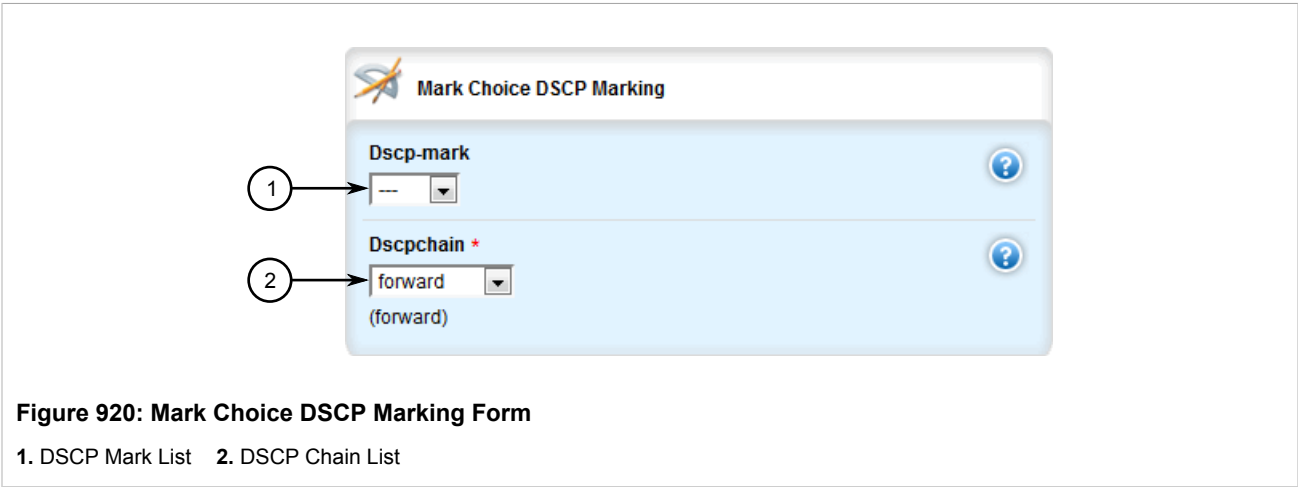 Mark Choice DSCP Marking
Dscp-mark
1
---
Dscpchain *
2
forward
(forward)
Figure 920: Mark Choice DSCP Marking Form
1. DSCP Mark List 2. DSCP Chain List